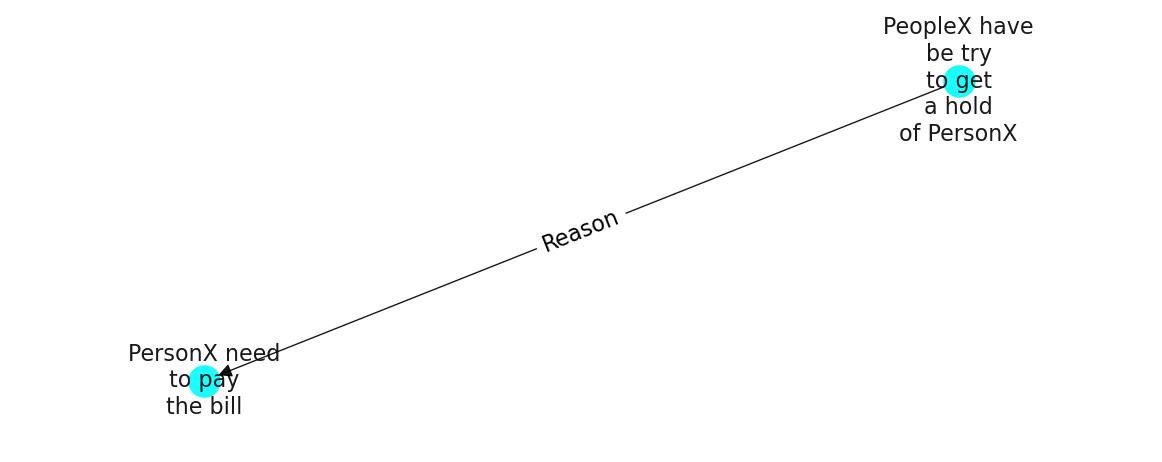 PeopleX have
be try
to get
a hold
of PersonX
Reason
PersonX need
to pay
the bill